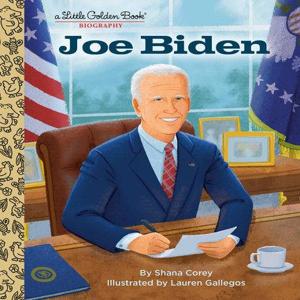 a Little Golden Book®
BIOGRAPHY
Joe Biden
By Shana Corey
Illustrated by Lauren Gallegos